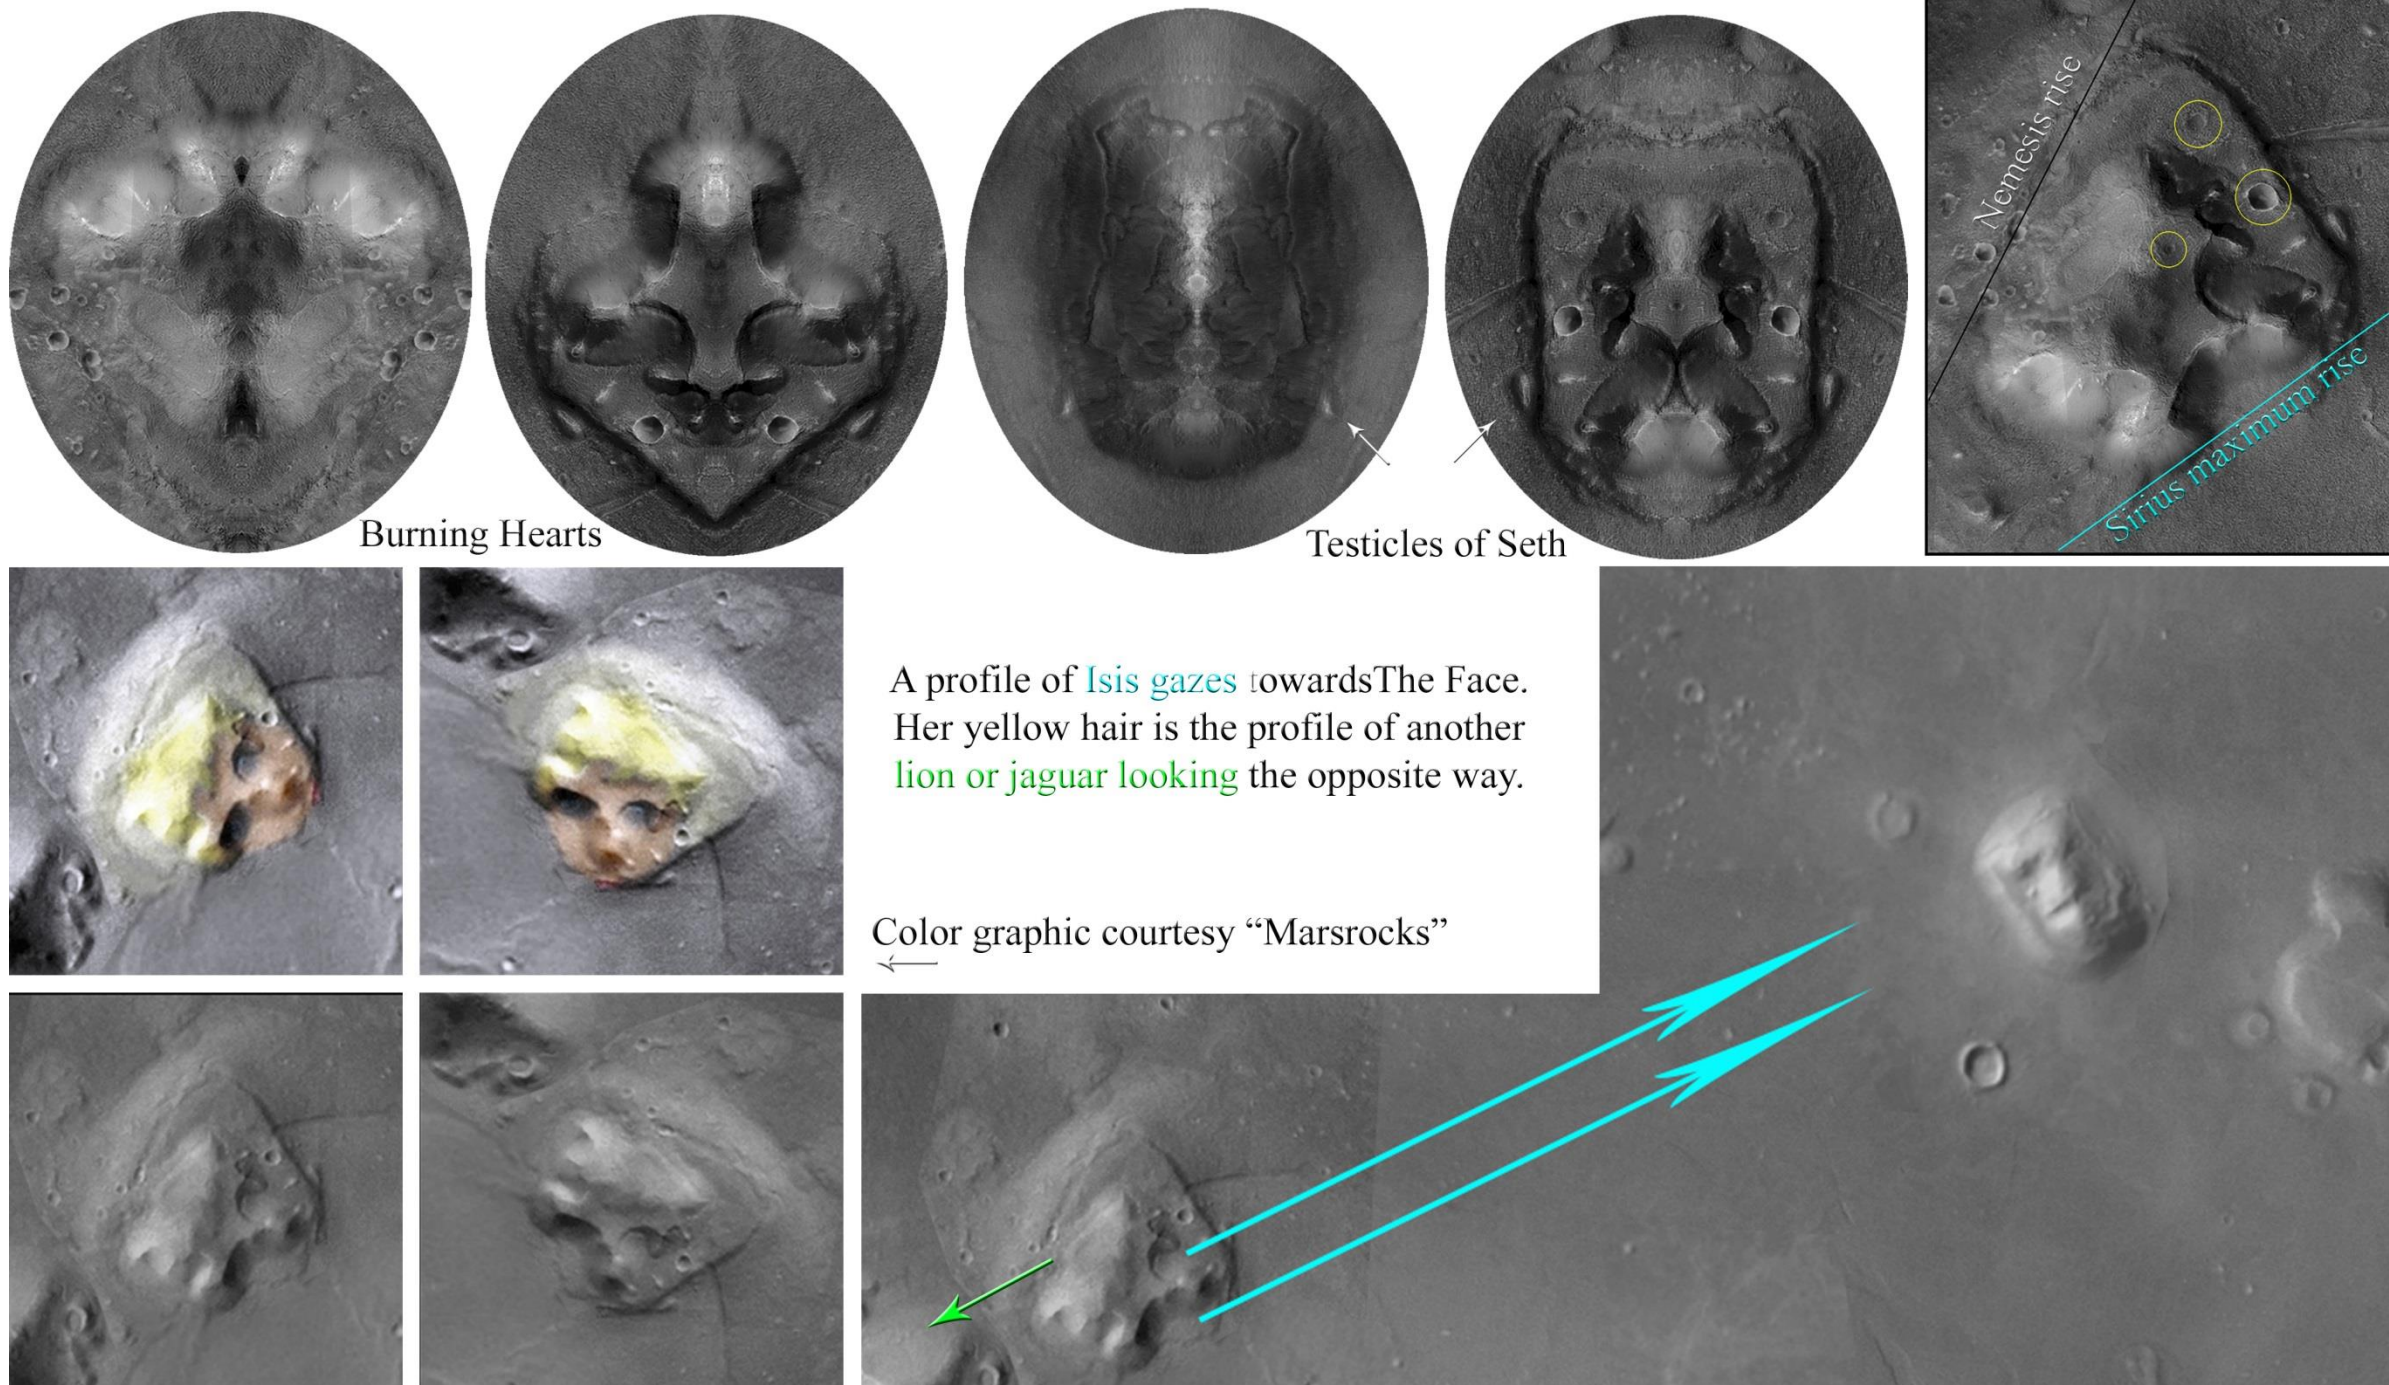 Nemesis rise
Sirius maximum rise
Burning Hearts
Testicles of Seth
A profile of Isis gazes towardsThe Face.
Her yellow hair is the profile of another
lion or jaguar looking the opposite way.
Color graphic courtesy “Marsrocks”